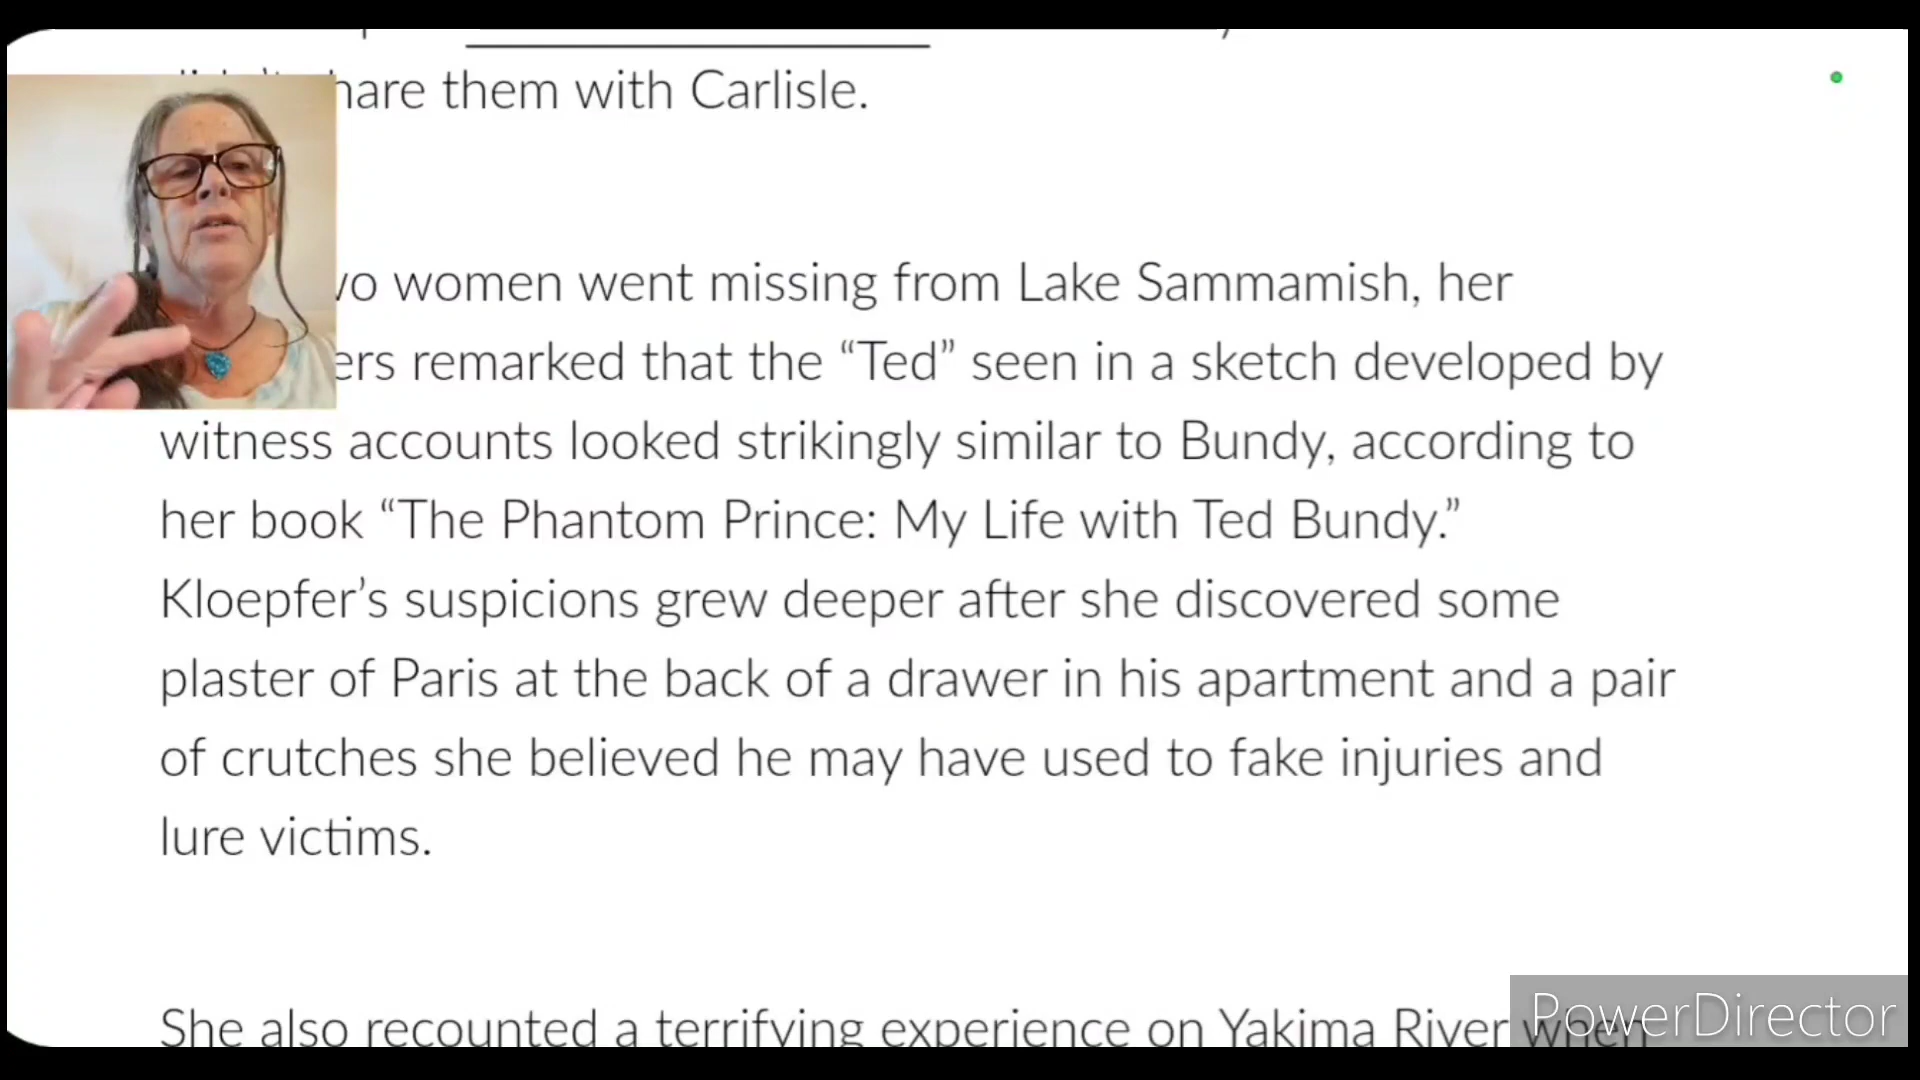 share them with Carlisle.
women went missing from Lake Sammamish, her
remarked that the “Ted” seen in a sketch developed by
witness accounts looked strikingly similar to Bundy, according to
her book “The Phantom Prince: My Life with Ted Bundy.”
Kloepfer’s suspicions grew deeper after she discovered some
plaster of Paris at the back of a drawer in his apartment and a pair
of crutches she believed he may have used to fake injuries and
lure victims.
She also recounted a terrifying experience on Yakima River when
PowerDirector